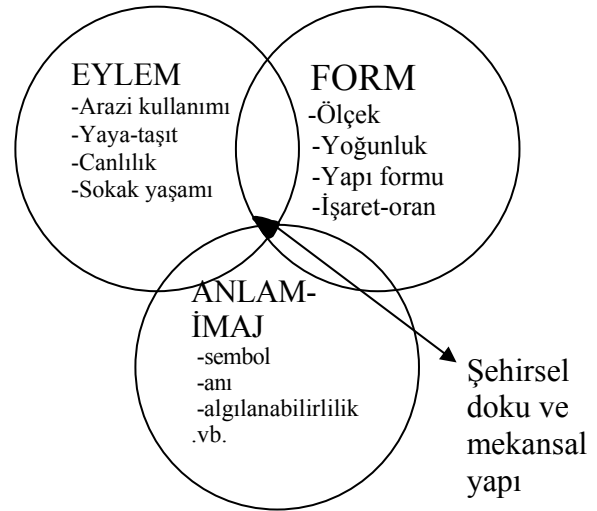 EYLEM
-Arazi kullanımı
-Yaya-taşıt
-Canlılık
-Sokak yaşamı
FORM
-Ölçek
-Yoğunluk
-Yapı formu
-İşaret-oran
ANLAM-
İMAJ
-sembol
-anı
-algılanabilirlilik
.vb.
Şehirsel
doku ve
mekansal
yapı